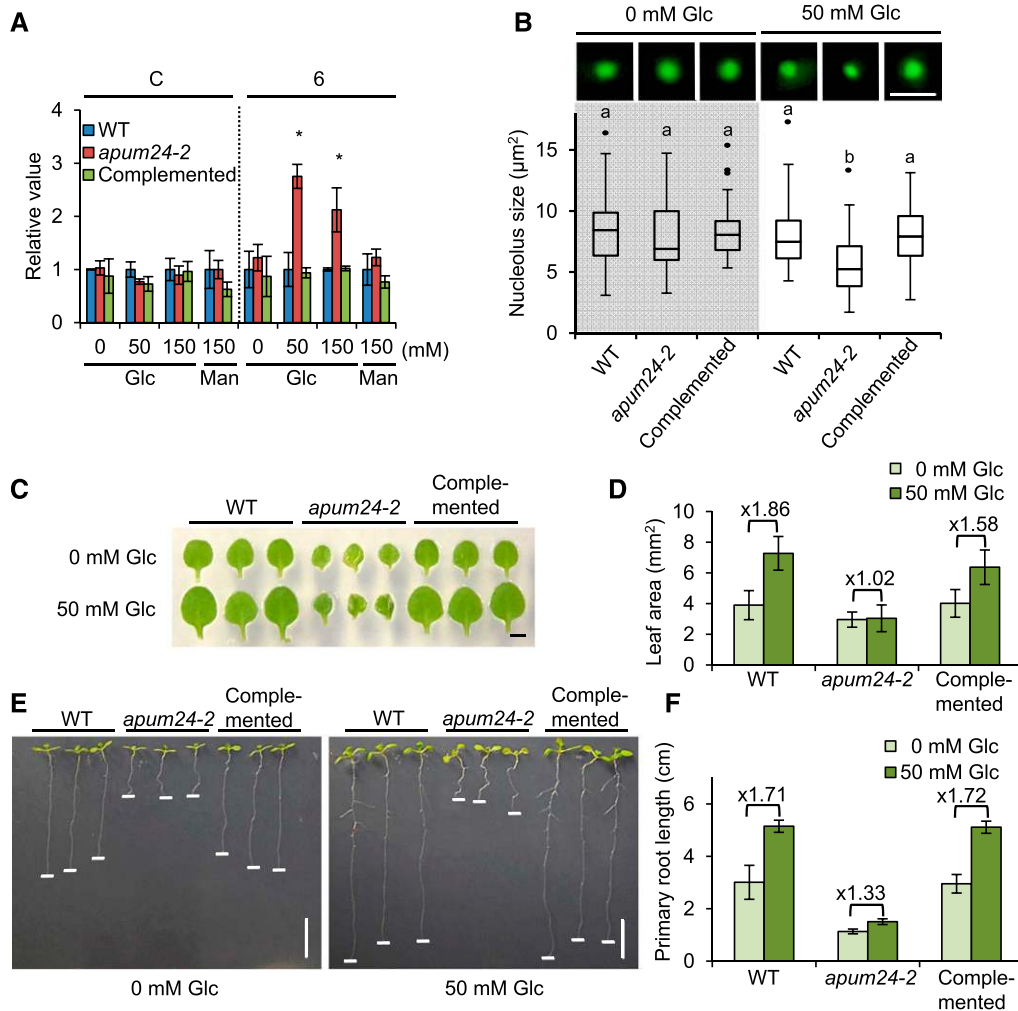 A
C
6
4
3
2
1
0
Relative value
WT
apum24-2
Complemented
*
*
0 50 150 150 0 50 150 150 (mM)
Glc Man Glc Man
B
0 mM Glc
50 mM Glc
15
10
5
0
Nucleolus size (μm²)
a a a a b a
WT
apum24-2
Complemented
WT
apum24-2
Complemented
C
WT
apum24-2
Comple-
mented
0 mM Glc
50 mM Glc
D
0 mM Glc
50 mM Glc
10
8
6
4
2
0
Leaf area (mm²)
x1.86
x1.02
x1.58
WT
apum24-2
Comple-
mented
E
WT
apum24-2
Comple-
mented
WT
apum24-2
Comple-
mented
0 mM Glc
50 mM Glc
F
0 mM Glc
50 mM Glc
6
4
2
0
Primary root length (cm)
x1.71
x1.33
x1.72
WT
apum24-2
Comple-
mented